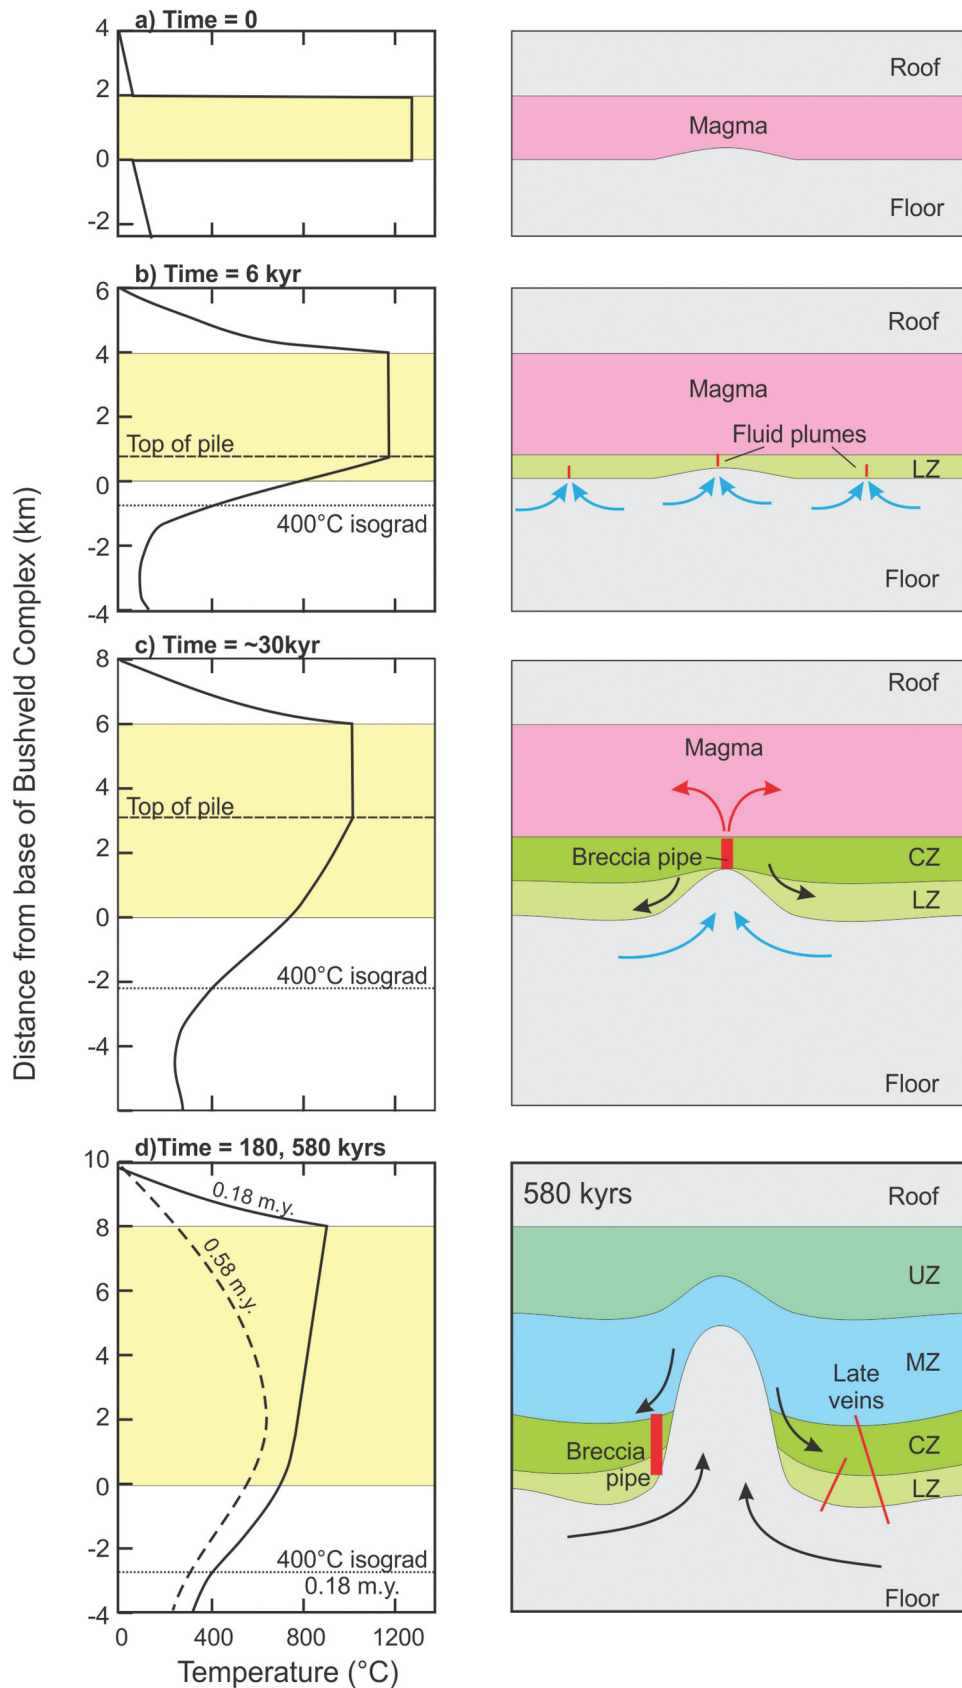 Distance from base of Bushveld Complex (km)
a) Time = 0
4
2
0
-2
Roof
Magma
Floor
b) Time = 6 kyr
6
4
2
0
-2
-4
Top of pile
400°C isograd
Roof
Magma
Fluid plumes
LZ
Floor
c) Time = ~30kyr
8
6
4
2
0
-2
-4
Top of pile
400°C isograd
Roof
Magma
Breccia pipe
CZ
LZ
Floor
d)Time = 180, 580 kyrs
10
8
6
4
2
0
-2
-4
0.18 m.y.
0.58 m.y.
400°C isograd
0.18 m.y.
0
400
800
1200
Temperature (°C)
580 kyrs
Roof
UZ
MZ
Late
veins
Breccia
pipe
CZ
LZ
Floor